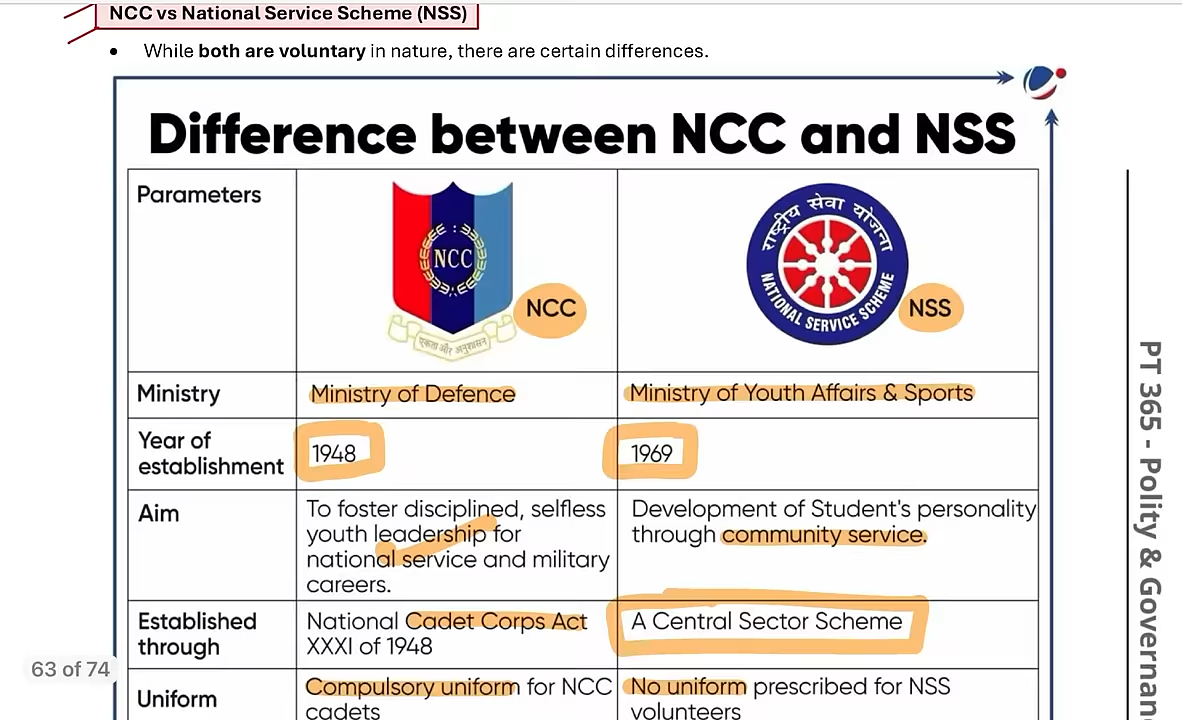 NCC vs National Service Scheme (NSS)
• While both are voluntary in nature, there are certain differences.
Difference between NCC and NSS
Parameters
NCC
एकता और अनुशासन
NCC
राष्ट्रीय सेवा योजना
NATIONAL SERVICE SCHEME
NSS
Ministry
Ministry of Defence
Ministry of Youth Affairs & Sports
Year of
establishment
1948
1969
Aim
To foster disciplined, selfless
youth leadership for
national service and military
careers.
Development of Student's personality
through community service.
Established
through
National Cadet Corps Act
XXXI of 1948
A Central Sector Scheme
Uniform
Compulsory uniform for NCC
cadets
No uniform prescribed for NSS
volunteers
63 of 74
PT 365 - Polity & Governan